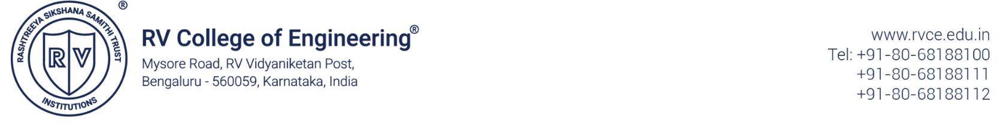 RASHTREEYA SIKSHANA SAMITHI TRUST
®
RV
INSTITUTIONS
RV College of Engineering®
Mysore Road, RV Vidyaniketan Post,
Bengaluru - 560059, Karnataka, India
www.rvce.edu.in
Tel: +91-80-68188100
+91-80-68188111
+91-80-68188112